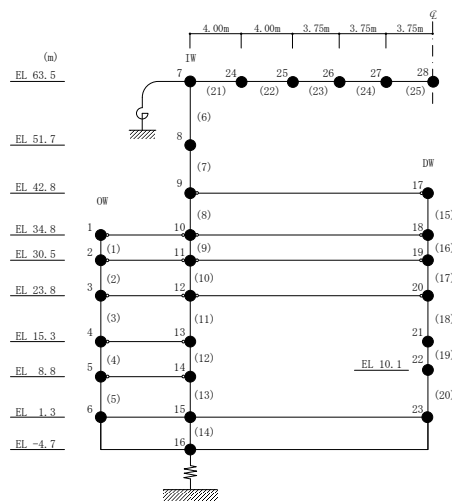 ℄
4.00m 4.00m 3.75m 3.75m 3.75m
(m) IW
EL 63.5 7 24 25 26 27 28
(21) (22) (23) (24) (25)
(6)
EL 51.7 8
(7) DW
EL 42.8 9 17
OW (8) (15)
EL 34.8 1 10 18
(1) (9) (16)
EL 30.5 2 11 19
(2) (10) (17)
EL 23.8 3 12 20
(3) (11) (18)
EL 15.3 4 13 21
(4) (12) (19)
EL 10.1 22
EL 8.8 5 14
(5) (13) (20)
EL 1.3 6 15 23
(14)
EL -4.7 16